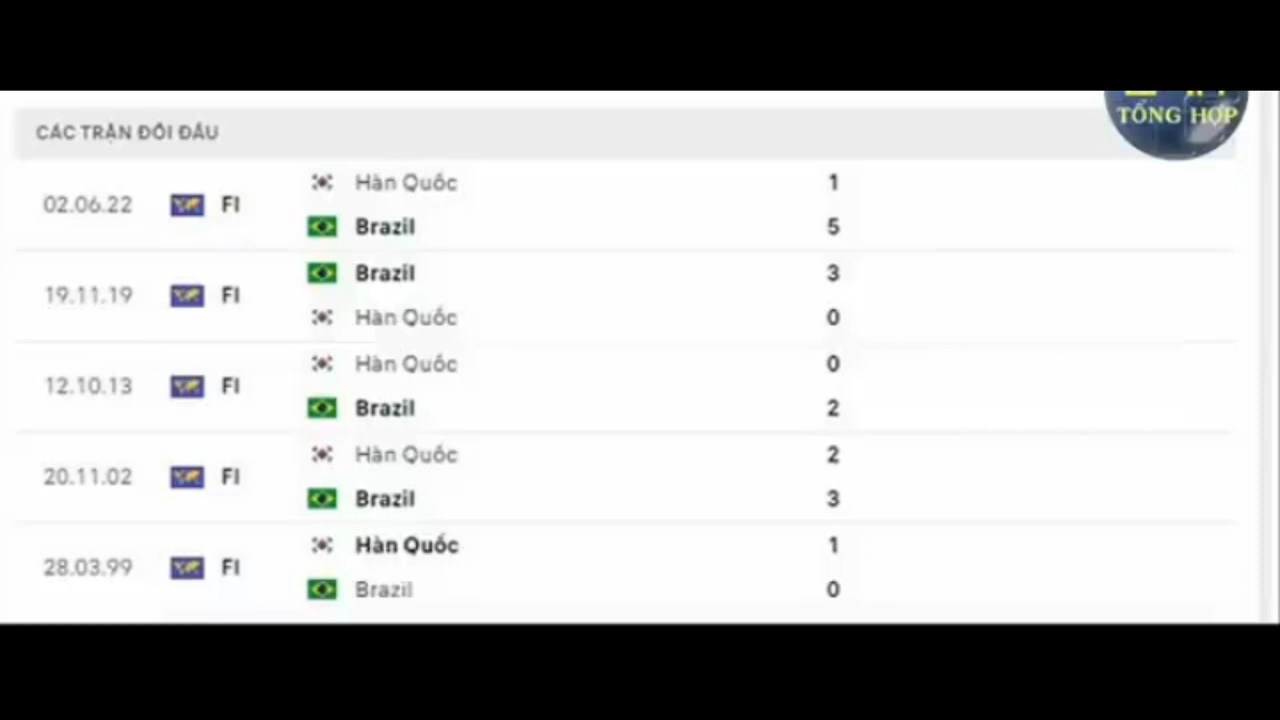 TỔNG HỢP
CÁC TRẬN ĐỐI ĐẦU
02.06.22 FI Hàn Quốc 1
Brazil 5
19.11.19 FI Brazil 3
Hàn Quốc 0
12.10.13 FI Hàn Quốc 0
Brazil 2
20.11.02 FI Hàn Quốc 2
Brazil 3
28.03.99 FI Hàn Quốc 1
Brazil 0